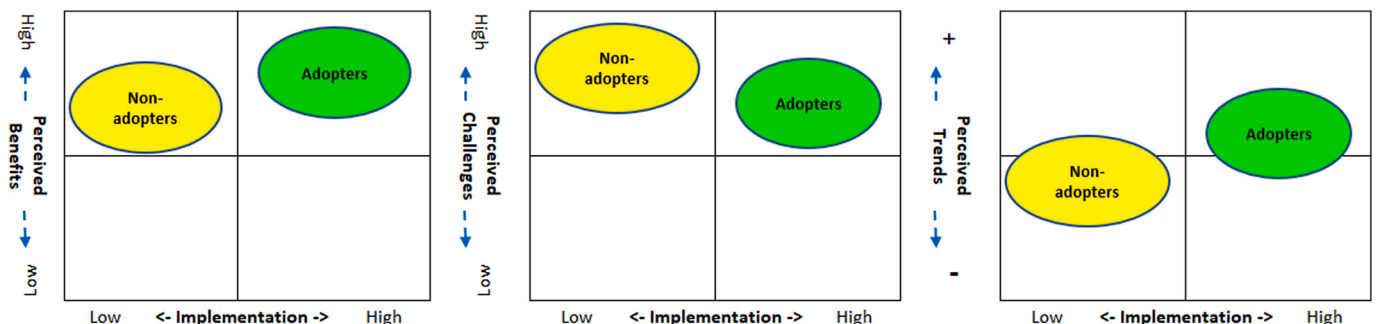 High
Perceived
Benefits
Low
Non-
adopters
Adopters
Low <- Implementation -> High
High
Perceived
Challenges
Low
Non-
adopters
Adopters
Low <- Implementation -> High
+
Perceived
Trends
-
Non-
adopters
Adopters
Low <- Implementation -> High